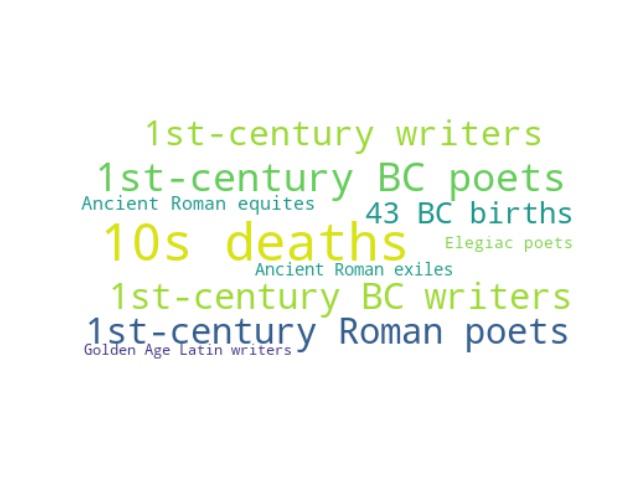 1st-century writers
1st-century BC poets
Ancient Roman equites
43 BC births
10s deaths
Elegiac poets
Ancient Roman exiles
1st-century BC writers
1st-century Roman poets
Golden Age Latin writers